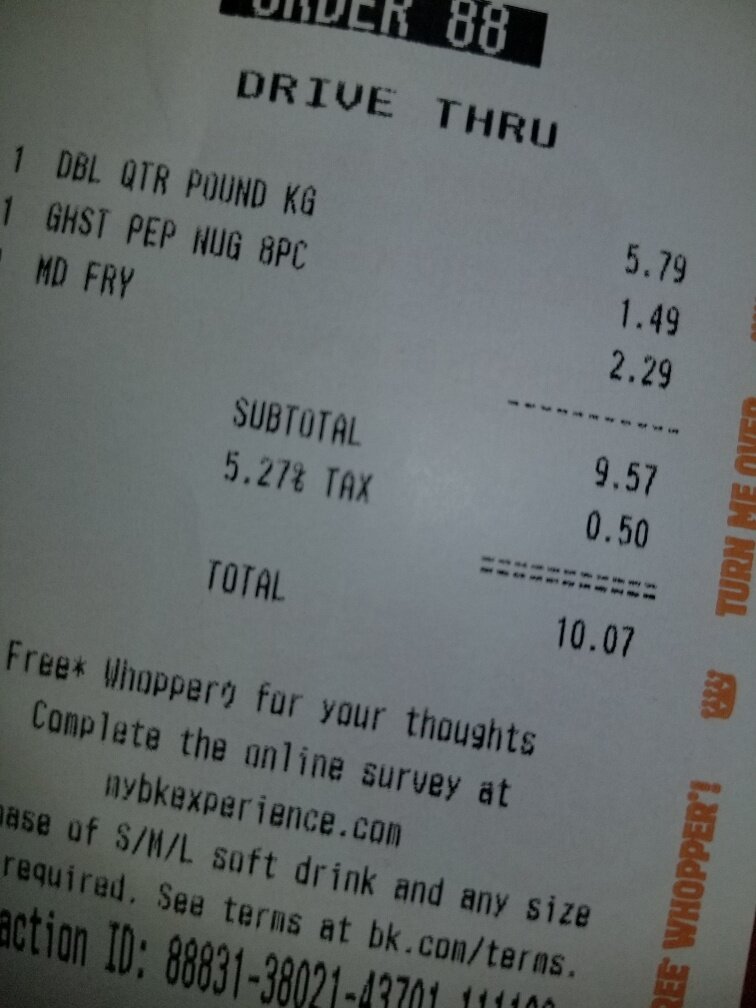 ORDER 88
DRIVE THRU
1 DBL QTR POUND KG 5.79
1 GHST PEP NUG 8PC 1.49
MD FRY 2.29
----------
SUBTOTAL 9.57
5.27% TAX 0.50
==========
TOTAL 10.07
Free* Whopper® for your thoughts
Complete the online survey at
mybkexperience.com
ase of S/M/L soft drink and any size
required. See terms at bk.com/terms.
action ID: 88831-38021-43701
TURN ME OVER
EE WHOPPER®!